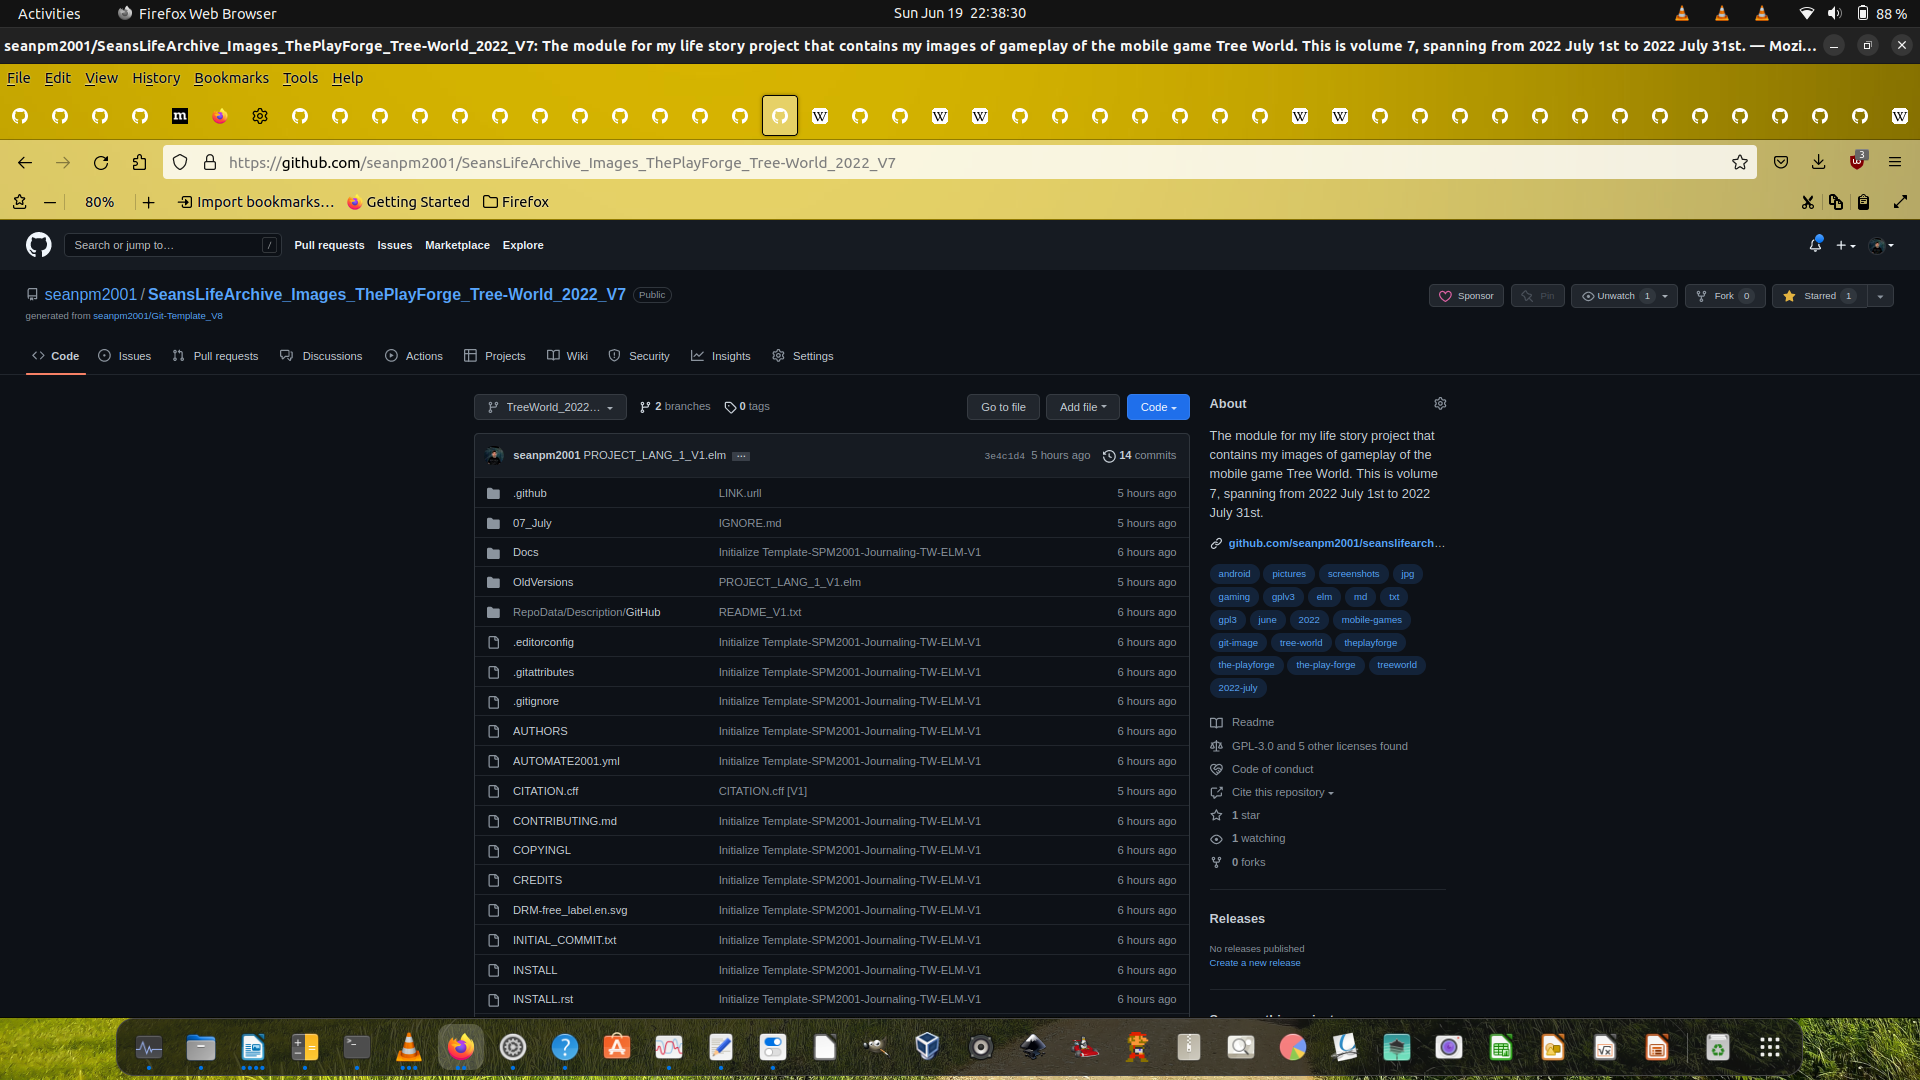 Activities
Firefox Web Browser
Sun Jun 19 22:38:30
88 %
seanpm2001/SeansLifeArchive_Images_ThePlayForge_Tree-World_2022_V7: The module for my life story project that contains my images of gameplay of the mobile game Tree World. This is volume 7, spanning from 2022 July 1st to 2022 July 31st. — Mozi…
File Edit View History Bookmarks Tools Help
https://github.com/seanpm2001/SeansLifeArchive_Images_ThePlayForge_Tree-World_2022_V7
3
80%
Import bookmarks…
Getting Started
Firefox
Search or jump to…
/
Pull requests Issues Marketplace Explore
seanpm2001 / SeansLifeArchive_Images_ThePlayForge_Tree-World_2022_V7 Public
Sponsor
Pin
Unwatch 1
Fork 0
Starred 1
generated from seanpm2001/Git-Template_V8
Code Issues Pull requests Discussions Actions Projects Wiki Security Insights Settings
TreeWorld_2022…
2 branches
0 tags
Go to file
Add file
Code
seanpm2001 PROJECT_LANG_1_V1.elm …
3e4c1d4 5 hours ago
14 commits
.github LINK.urll 5 hours ago
07_July IGNORE.md 5 hours ago
Docs Initialize Template-SPM2001-Journaling-TW-ELM-V1 6 hours ago
OldVersions PROJECT_LANG_1_V1.elm 5 hours ago
RepoData/Description/GitHub README_V1.txt 6 hours ago
.editorconfig Initialize Template-SPM2001-Journaling-TW-ELM-V1 6 hours ago
.gitattributes Initialize Template-SPM2001-Journaling-TW-ELM-V1 6 hours ago
.gitignore Initialize Template-SPM2001-Journaling-TW-ELM-V1 6 hours ago
AUTHORS Initialize Template-SPM2001-Journaling-TW-ELM-V1 6 hours ago
AUTOMATE2001.yml Initialize Template-SPM2001-Journaling-TW-ELM-V1 6 hours ago
CITATION.cff CITATION.cff [V1] 5 hours ago
CONTRIBUTING.md Initialize Template-SPM2001-Journaling-TW-ELM-V1 6 hours ago
COPYINGL Initialize Template-SPM2001-Journaling-TW-ELM-V1 6 hours ago
CREDITS Initialize Template-SPM2001-Journaling-TW-ELM-V1 6 hours ago
DRM-free_label.en.svg Initialize Template-SPM2001-Journaling-TW-ELM-V1 6 hours ago
INITIAL_COMMIT.txt Initialize Template-SPM2001-Journaling-TW-ELM-V1 6 hours ago
INSTALL Initialize Template-SPM2001-Journaling-TW-ELM-V1 6 hours ago
INSTALL.rst Initialize Template-SPM2001-Journaling-TW-ELM-V1 6 hours ago
About
The module for my life story project that
contains my images of gameplay of the
mobile game Tree World. This is volume
7, spanning from 2022 July 1st to 2022
July 31st.
github.com/seanpm2001/seanslifearch…
android pictures screenshots jpg
gaming gplv3 elm md txt
gpl3 june 2022 mobile-games
git-image tree-world theplayforge
the-playforge the-play-forge treeworld
2022-july
Readme
GPL-3.0 and 5 other licenses found
Code of conduct
Cite this repository
1 star
1 watching
0 forks
Releases
No releases published
Create a new release